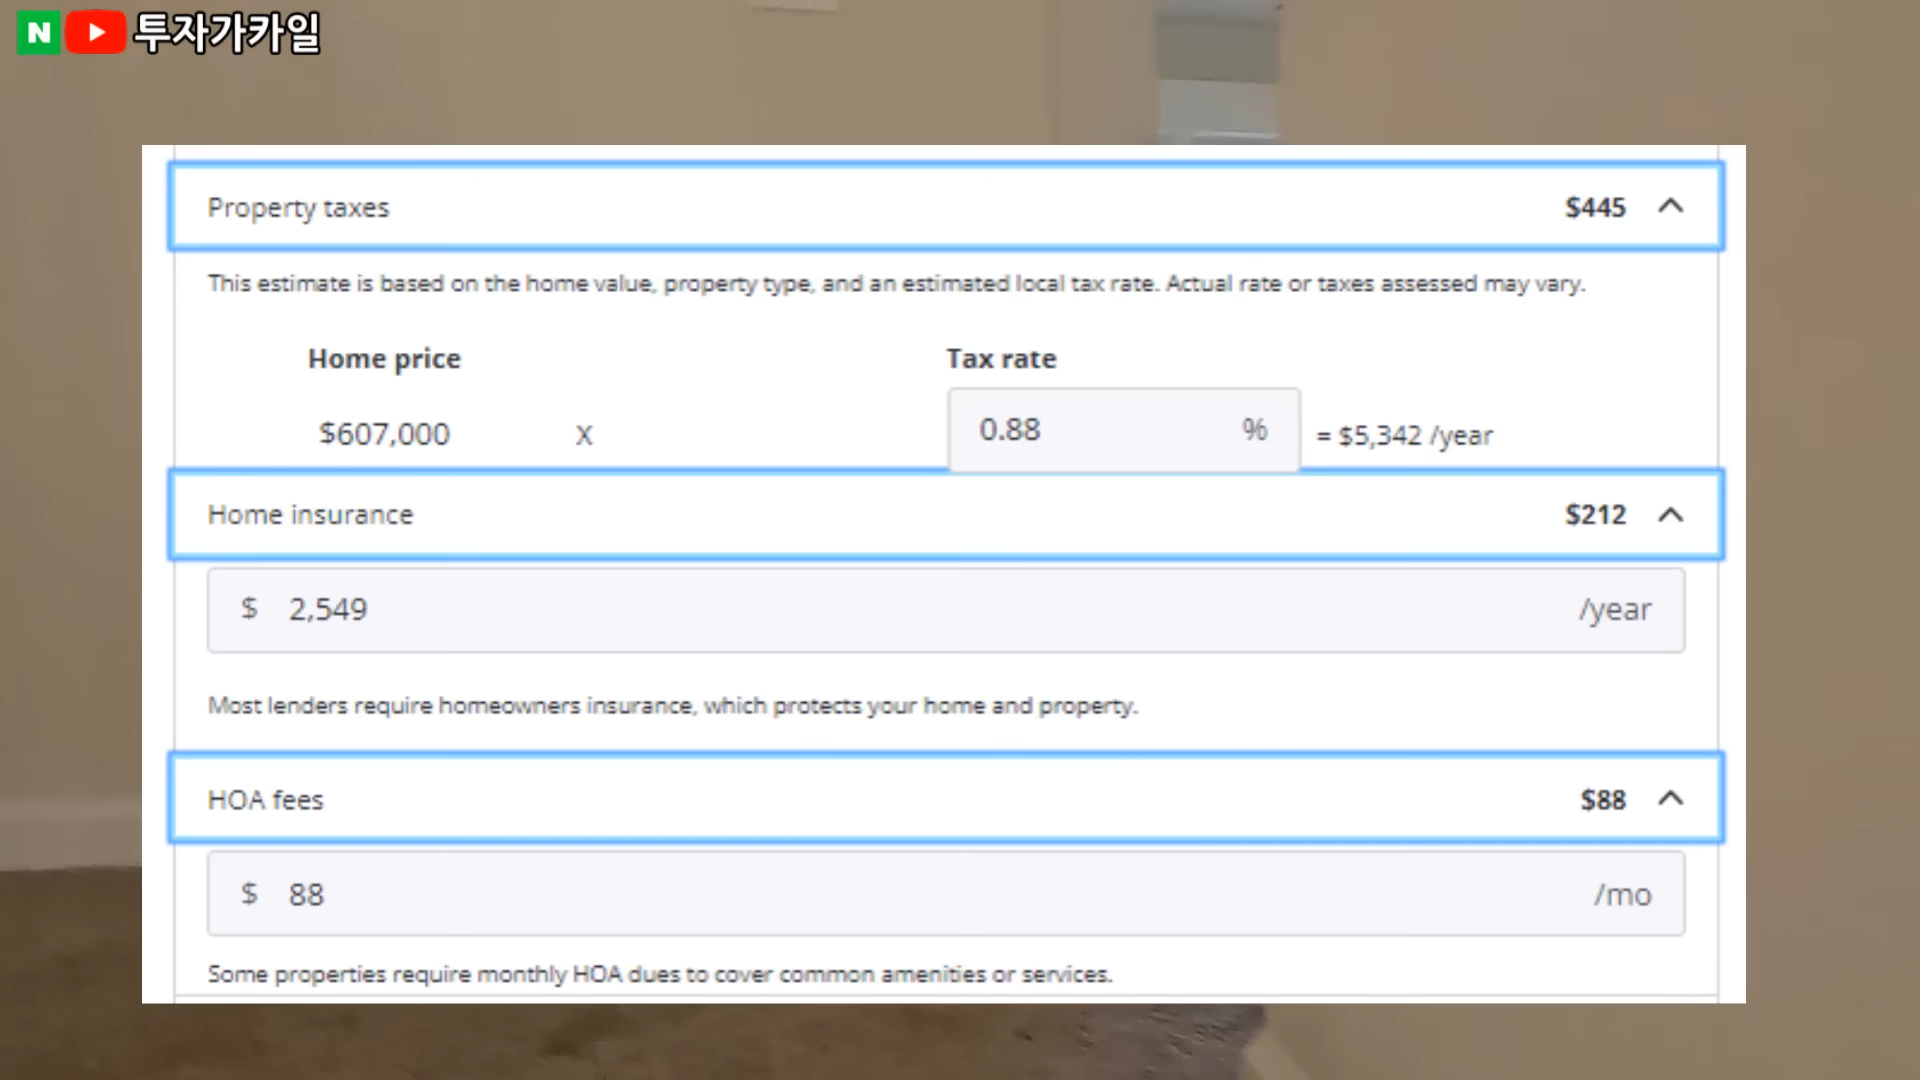 N 투자가카일
Property taxes $445
This estimate is based on the home value, property type, and an estimated local tax rate. Actual rate or taxes assessed may vary.
Home price Tax rate
$607,000 x 0.88 % = $5,342 /year
Home insurance $212
$ 2,549 /year
Most lenders require homeowners insurance, which protects your home and property.
HOA fees $88
$ 88 /mo
Some properties require monthly HOA dues to cover common amenities or services.